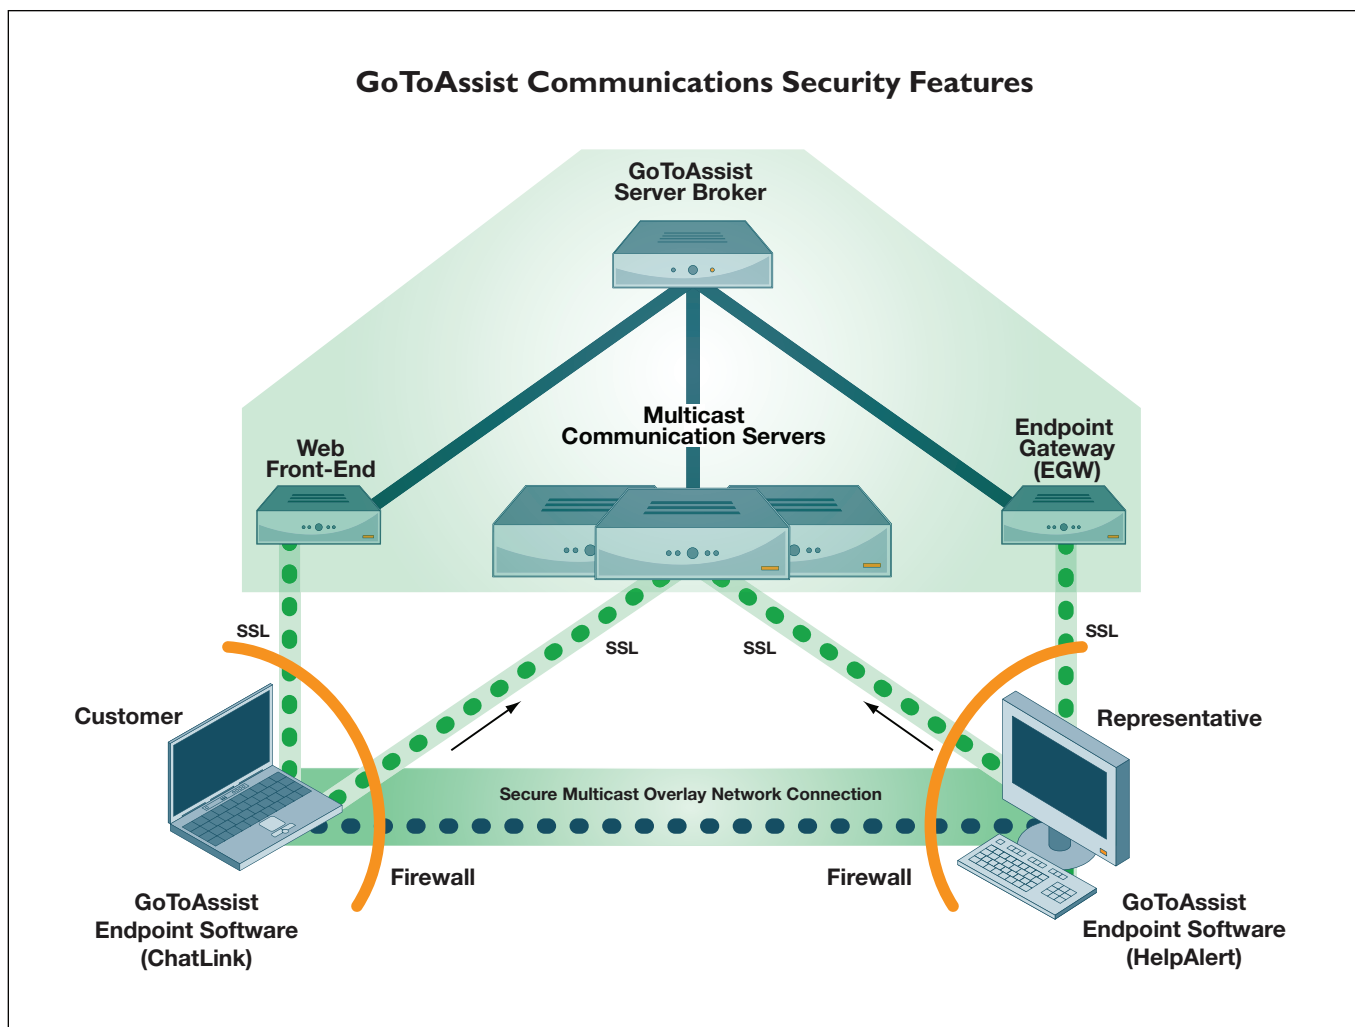 GoToAssist Communications Security Features
GoToAssist
Server Broker
Multicast
Communication Servers
Web
Front-End
Endpoint
Gateway
(EGW)
SSL
SSL
SSL
SSL
Customer
Representative
Secure Multicast Overlay Network Connection
Firewall
Firewall
GoToAssist
Endpoint Software
(ChatLink)
GoToAssist
Endpoint Software
(HelpAlert)